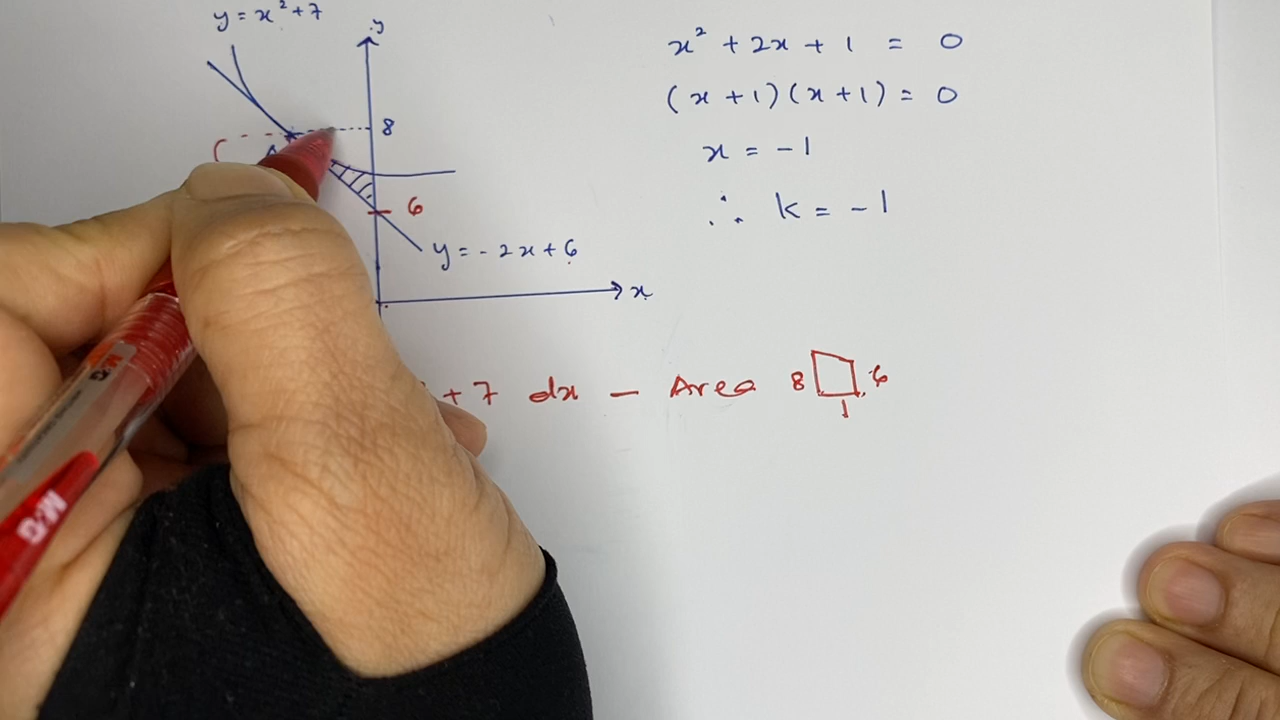 y = x² + 7
y
8
A
6
y = - 2x + 6
x
x² + 2x + 1 = 0
(x + 1)(x + 1) = 0
x = - 1
∴ k = - 1
+ 7 dx - Area 8 6
1
M&G
M&G